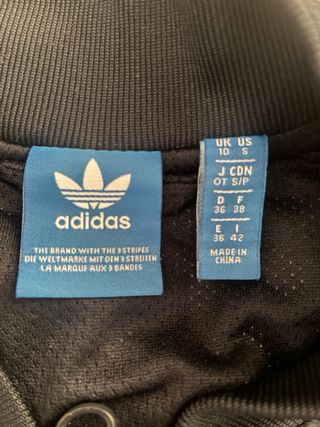 adidas
THE BRAND WITH THE 3 STRIPES
DIE WELTMARKE MIT DEN 3 STREIFEN
LA MARQUE AUX 3 BANDES
UK US
10 S
J CDN
OT S/P
D F
36 38
E I
36 42
MADE IN
CHINA